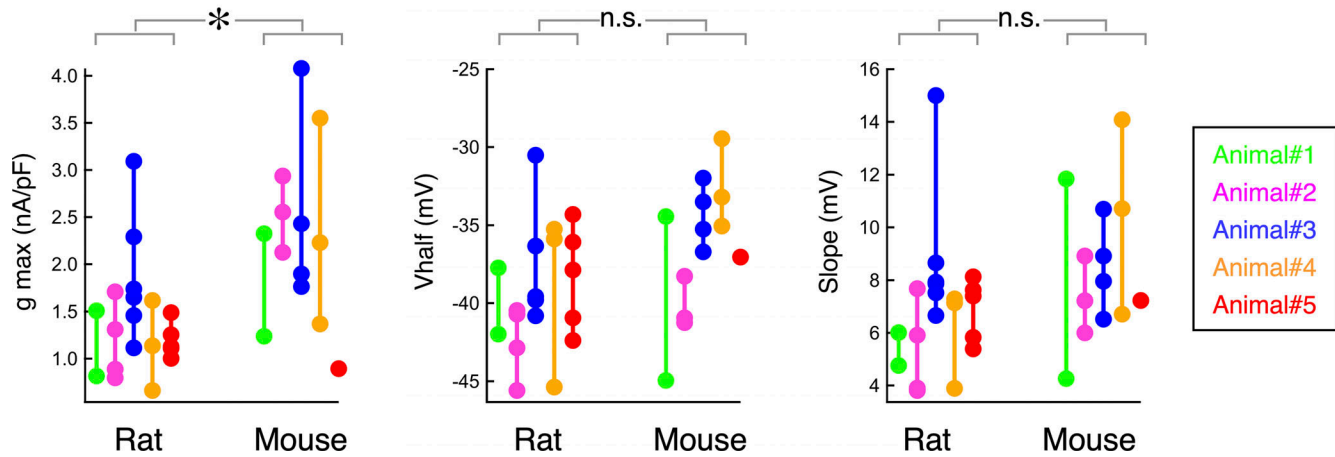 * n.s. n.s.
g max (nA/pF)
4.0
3.5
3.0
2.5
2.0
1.5
1.0
Rat Mouse
Vhalf (mV)
-25
-30
-35
-40
-45
Rat Mouse
Slope (mV)
16
14
12
10
8
6
4
Rat Mouse
Animal#1
Animal#2
Animal#3
Animal#4
Animal#5